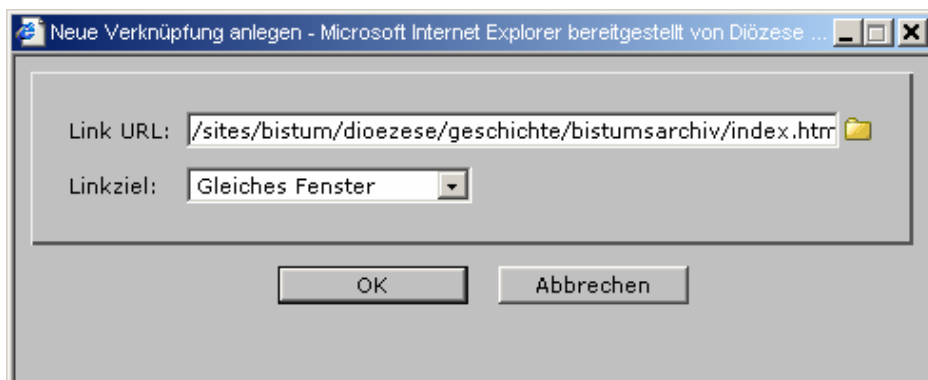 Neue Verknüpfung anlegen - Microsoft Internet Explorer bereitgestellt von Diözese ...
Link URL: /sites/bistum/dioezese/geschichte/bistumsarchiv/index.htm
Linkziel: Gleiches Fenster
OK Abbrechen